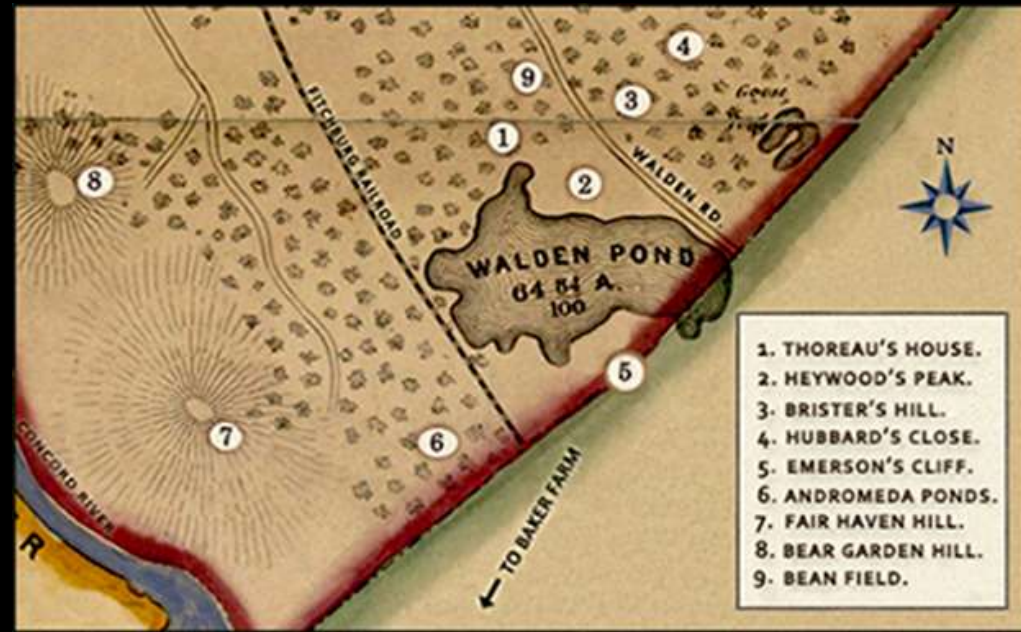 4
9
3
Goose
1
FITCHBURG RAILROAD
WALDEN RD.
N
8
2
WALDEN POND
64 84 A.
100
5
7
6
CONCORD RIVER
R
← TO BAKER FARM
1. THOREAU'S HOUSE.
2. HEYWOOD'S PEAK.
3. BRISTER'S HILL.
4. HUBBARD'S CLOSE.
5. EMERSON'S CLIFF.
6. ANDROMEDA PONDS.
7. FAIR HAVEN HILL.
8. BEAR GARDEN HILL.
9. BEAN FIELD.